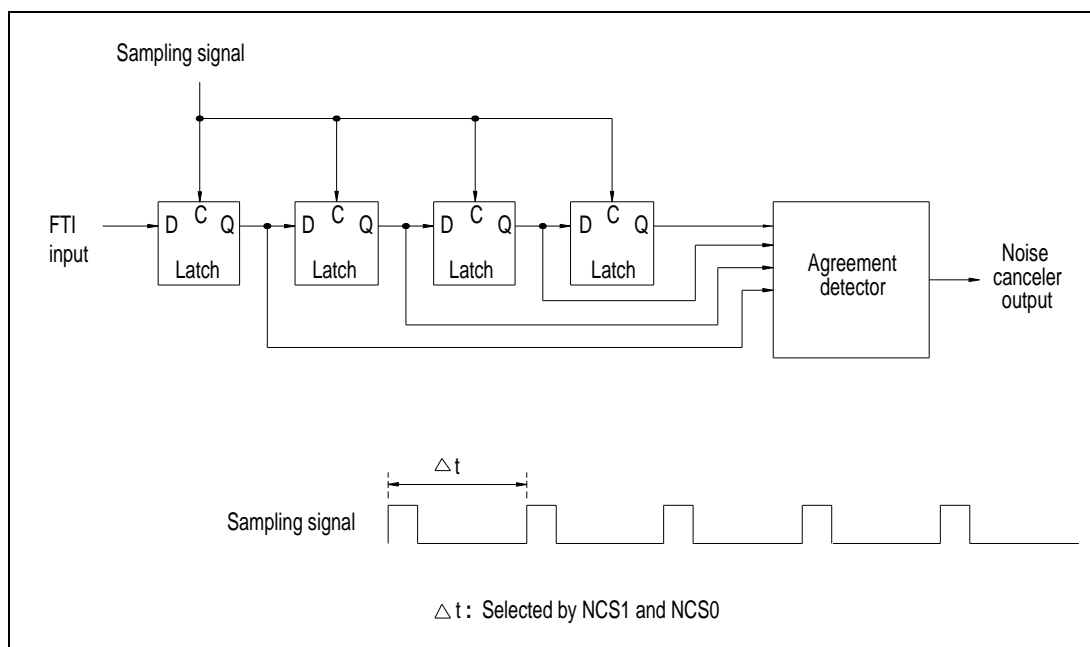 Sampling signal
FTI
input
D C Q
Latch
D C Q
Latch
D C Q
Latch
D C Q
Latch
Agreement
detector
Noise
canceler
output
△t
Sampling signal
△t : Selected by NCS1 and NCS0